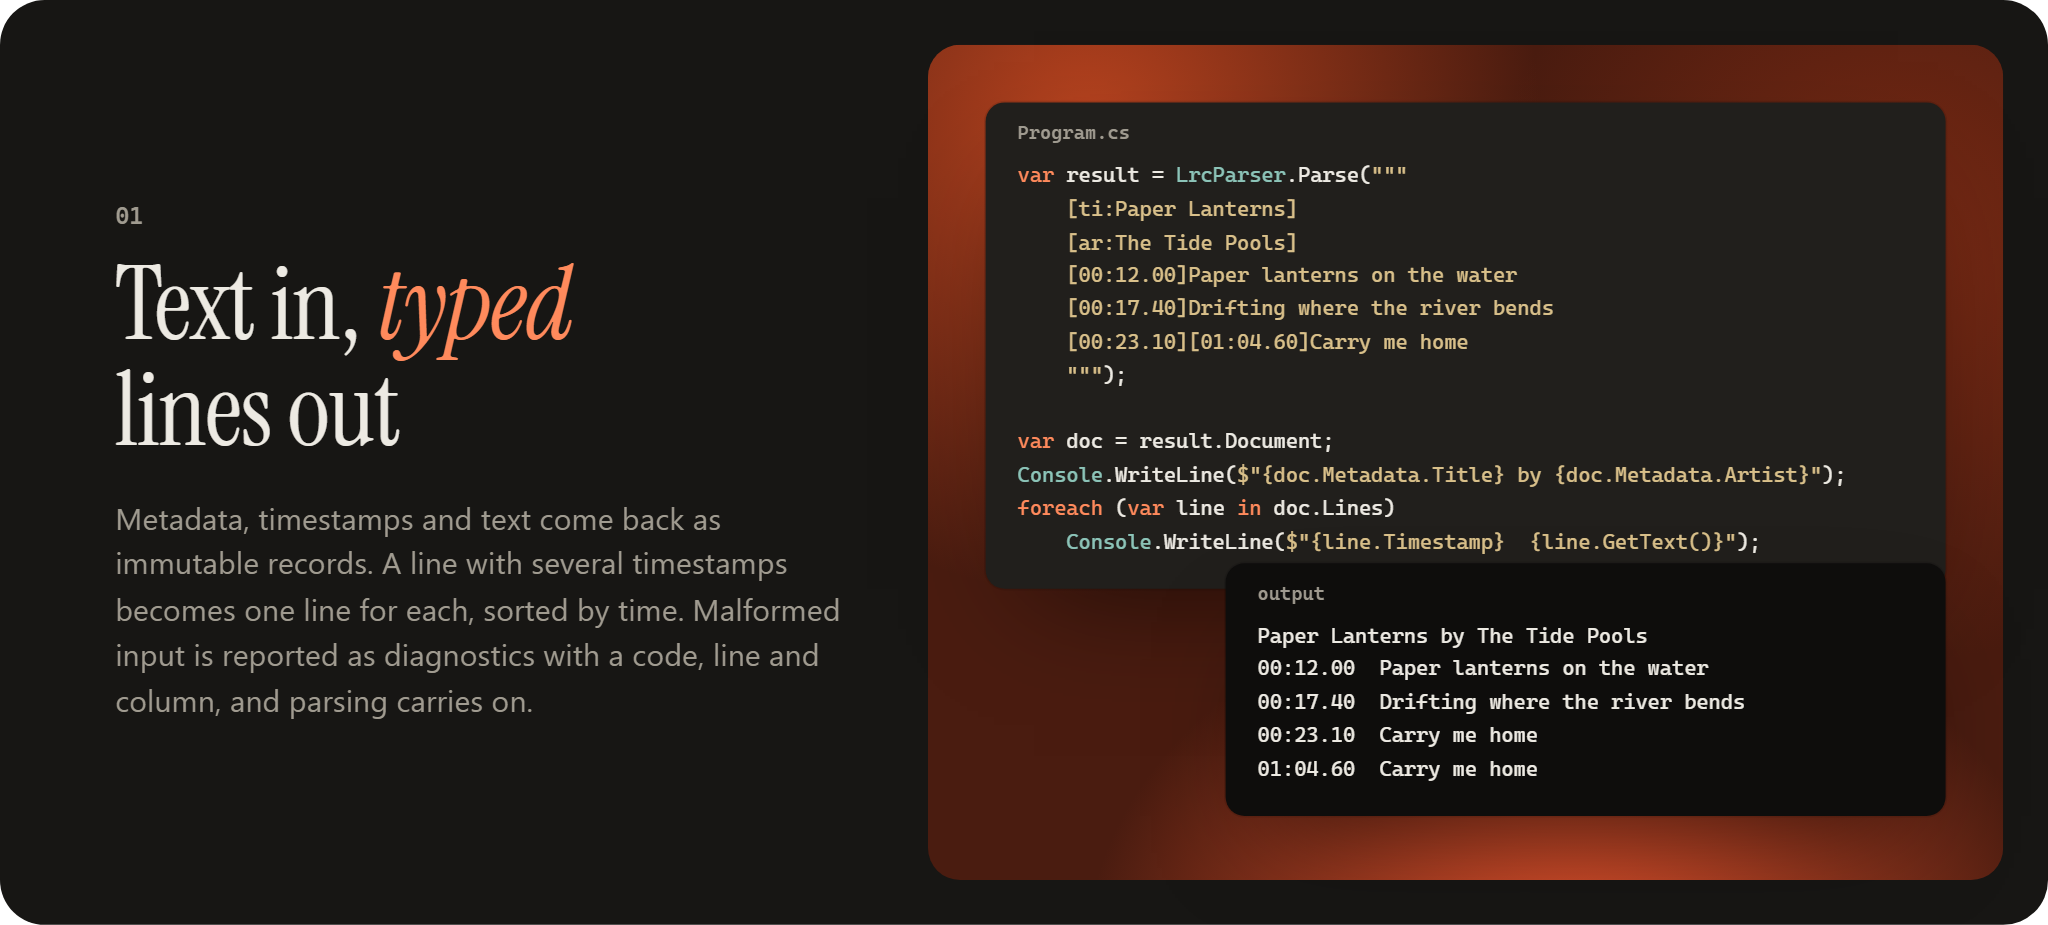 01
Text in, typed
lines out
Metadata, timestamps and text come back as
immutable records. A line with several timestamps
becomes one line for each, sorted by time. Malformed
input is reported as diagnostics with a code, line and
column, and parsing carries on.
Program.cs
var result = LrcParser.Parse("""
    [ti:Paper Lanterns]
    [ar:The Tide Pools]
    [00:12.00]Paper lanterns on the water
    [00:17.40]Drifting where the river bends
    [00:23.10][01:04.60]Carry me home
    """);
var doc = result.Document;
Console.WriteLine($"{doc.Metadata.Title} by {doc.Metadata.Artist}");
foreach (var line in doc.Lines)
    Console.WriteLine($"{line.Timestamp}  {line.GetText()}");
output
Paper Lanterns by The Tide Pools
00:12.00  Paper lanterns on the water
00:17.40  Drifting where the river bends
00:23.10  Carry me home
01:04.60  Carry me home